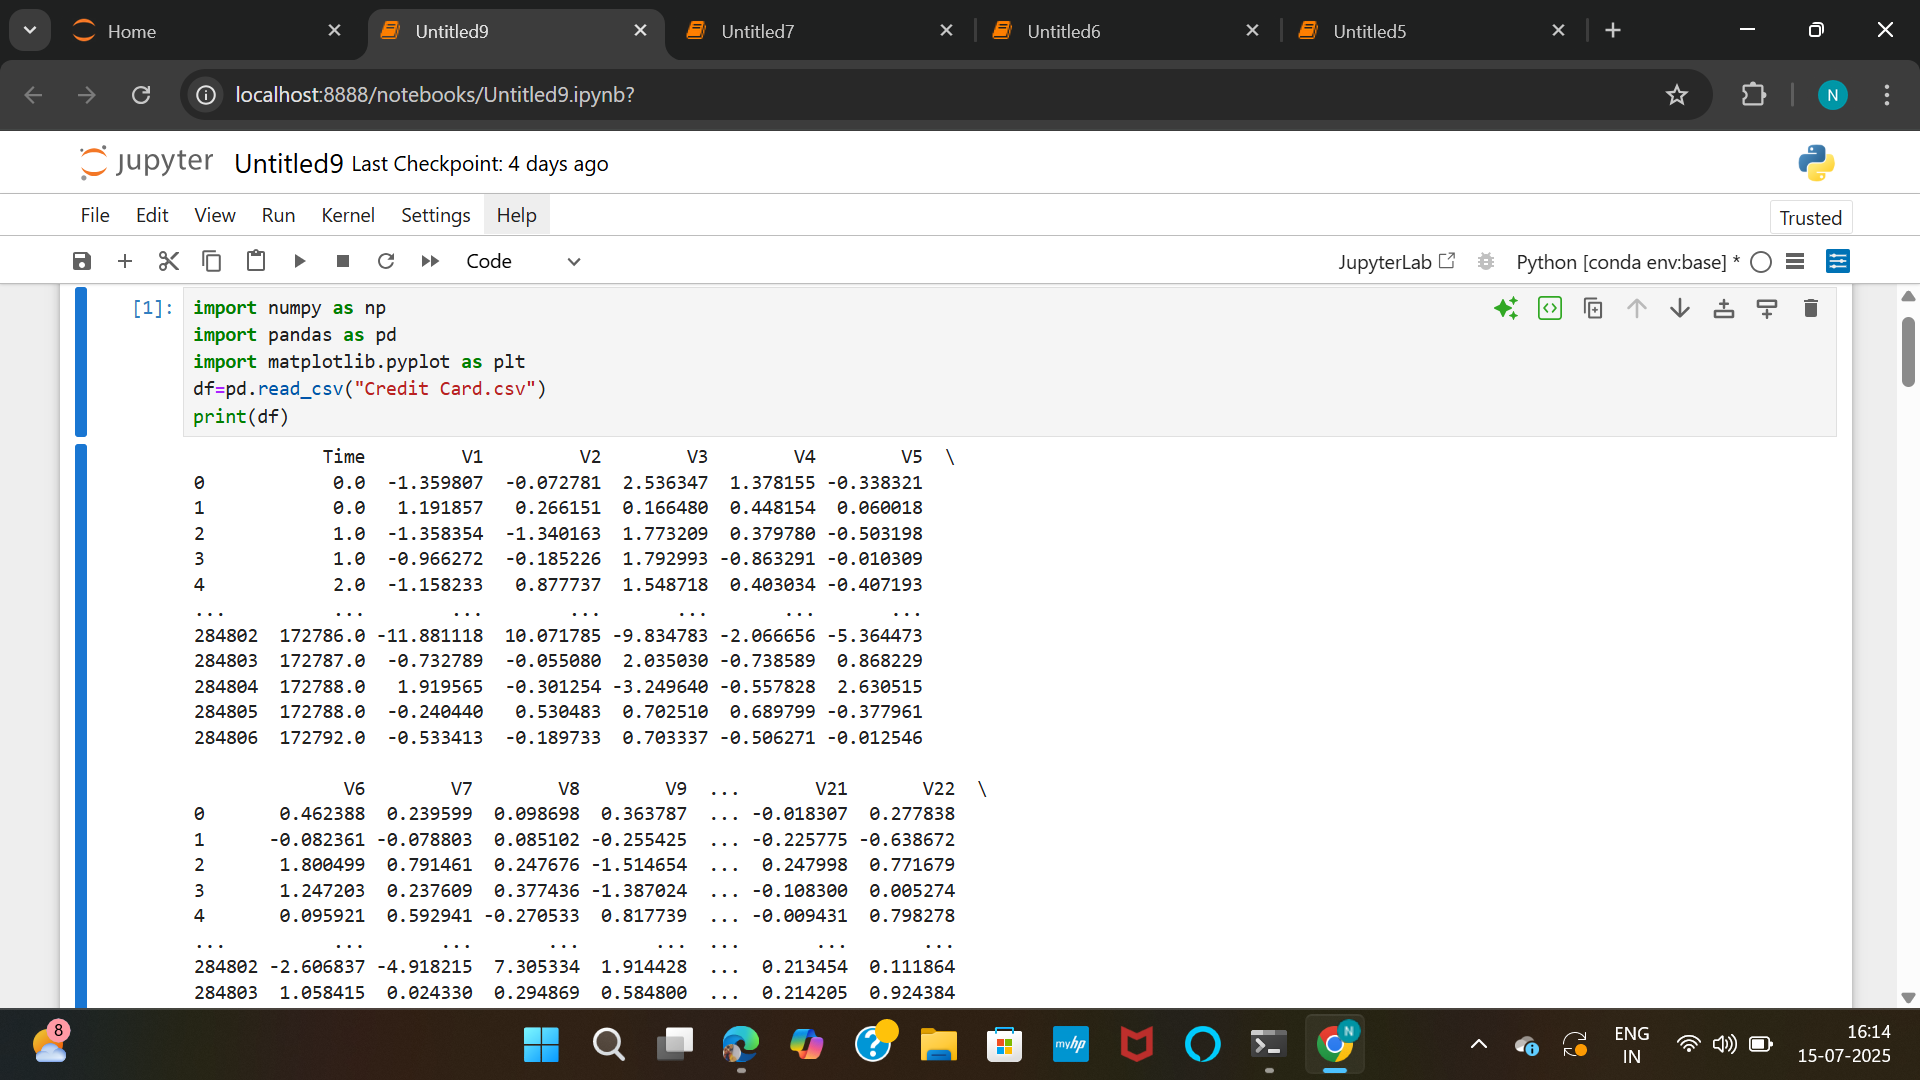 Home
Untitled9
Untitled7
Untitled6
Untitled5
localhost:8888/notebooks/Untitled9.ipynb?
N
jupyter Untitled9 Last Checkpoint: 4 days ago
File Edit View Run Kernel Settings Help
Trusted
Code
JupyterLab
Python [conda env:base] *
[1]:
import numpy as np
import pandas as pd
import matplotlib.pyplot as plt
df=pd.read_csv("Credit Card.csv")
print(df)
Time V1 V2 V3 V4 V5 \
0 0.0 -1.359807 -0.072781 2.536347 1.378155 -0.338321
1 0.0 1.191857 0.266151 0.166480 0.448154 0.060018
2 1.0 -1.358354 -1.340163 1.773209 0.379780 -0.503198
3 1.0 -0.966272 -0.185226 1.792993 -0.863291 -0.010309
4 2.0 -1.158233 0.877737 1.548718 0.403034 -0.407193
... ... ... ... ... ... ...
284802 172786.0 -11.881118 10.071785 -9.834783 -2.066656 -5.364473
284803 172787.0 -0.732789 -0.055080 2.035030 -0.738589 0.868229
284804 172788.0 1.919565 -0.301254 -3.249640 -0.557828 2.630515
284805 172788.0 -0.240440 0.530483 0.702510 0.689799 -0.377961
284806 172792.0 -0.533413 -0.189733 0.703337 -0.506271 -0.012546
V6 V7 V8 V9 ... V21 V22 \
0 0.462388 0.239599 0.098698 0.363787 ... -0.018307 0.277838
1 -0.082361 -0.078803 0.085102 -0.255425 ... -0.225775 -0.638672
2 1.800499 0.791461 0.247676 -1.514654 ... 0.247998 0.771679
3 1.247203 0.237609 0.377436 -1.387024 ... -0.108300 0.005274
4 0.095921 0.592941 -0.270533 0.817739 ... -0.009431 0.798278
... ... ... ... ... ... ... ...
284802 -2.606837 -4.918215 7.305334 1.914428 ... 0.213454 0.111864
284803 1.058415 0.024330 0.294869 0.584800 ... 0.214205 0.924384
8
myhp
N
ENG
IN
16:14
15-07-2025